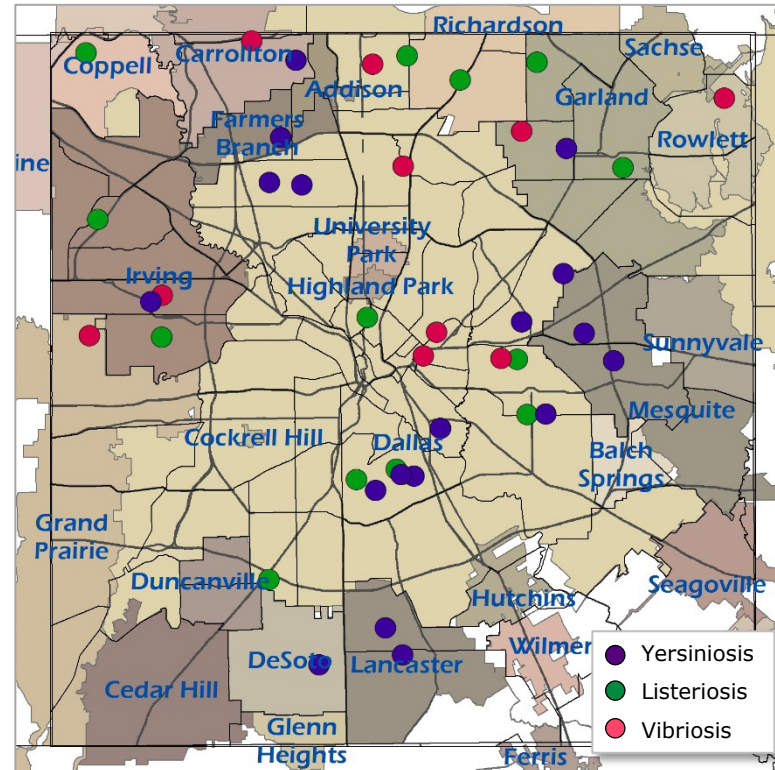 Richardson
Sachse
Carrollton
Coppell
Addison
Garland
Farmers
Branch
Rowlett
ine
University
Park
Irving
Highland Park
Sunnyvale
Mesquite
Cockrell Hill
Dallas
Balch
Springs
Grand
Prairie
Duncanville
Seagoville
Hutchins
Wilmer
DeSoto
Lancaster
Cedar Hill
Glenn
Heights
Ferris
Yersiniosis
Listeriosis
Vibriosis